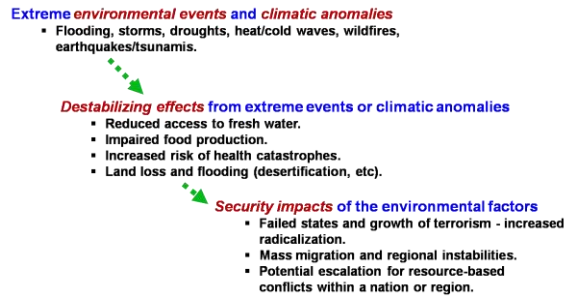 Extreme environmental events and climatic anomalies
▪ Flooding, storms, droughts, heat/cold waves, wildfires,
earthquakes/tsunamis.
Destabilizing effects from extreme events or climatic anomalies
▪ Reduced access to fresh water.
▪ Impaired food production.
▪ Increased risk of health catastrophes.
▪ Land loss and flooding (desertification, etc).
Security impacts of the environmental factors
▪ Failed states and growth of terrorism - increased
radicalization.
▪ Mass migration and regional instabilities.
▪ Potential escalation for resource-based
conflicts within a nation or region.